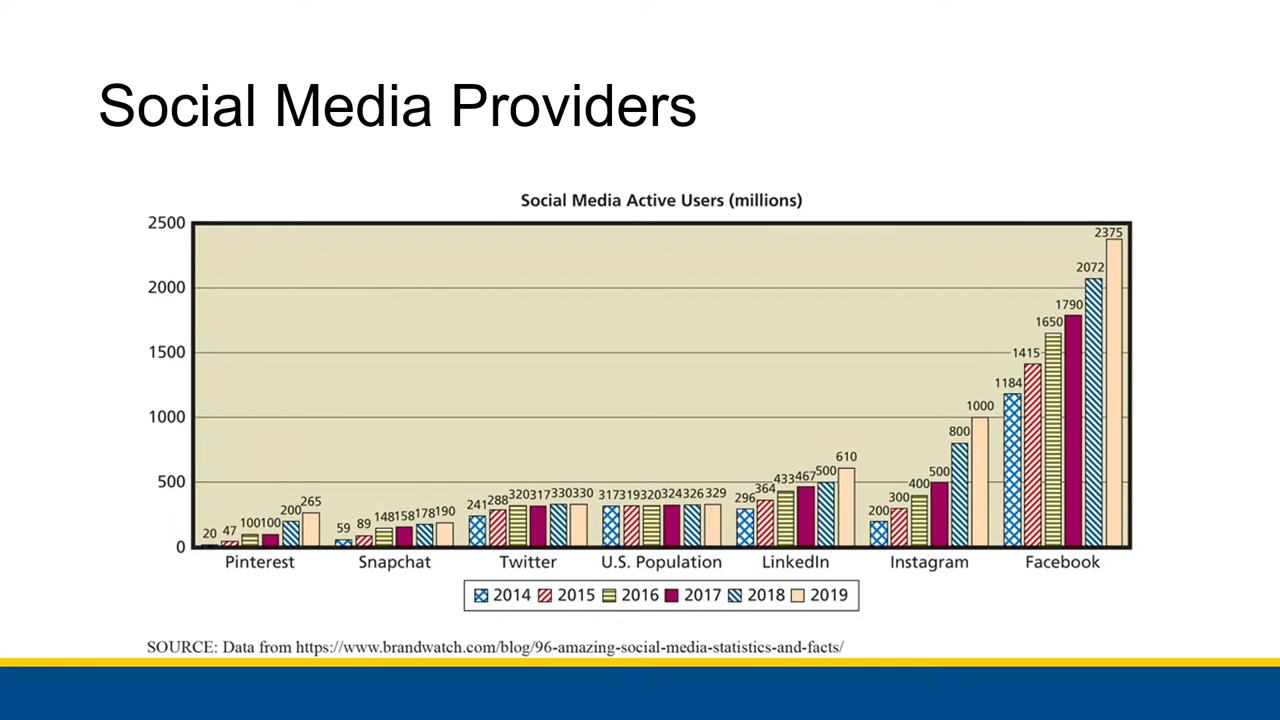 Social Media Providers
Social Media Active Users (millions)
2500
2000
1500
1000
500
0
20 47 100 100 200 265
59 89 148 158 178 190
241 288 320 317 330 330
317 319 320 324 326 329
296 364 433 467 500 610
200 300 400 500 800 1000
1184 1415 1650 1790 2072 2375
Pinterest Snapchat Twitter U.S. Population LinkedIn Instagram Facebook
2014 2015 2016 2017 2018 2019
SOURCE: Data from https://www.brandwatch.com/blog/96-amazing-social-media-statistics-and-facts/